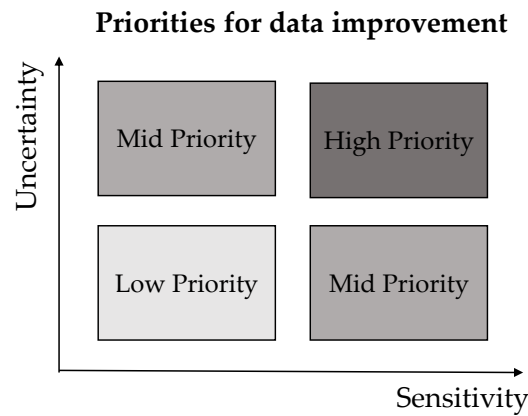 Priorities for data improvement
Uncertainty
Mid Priority
High Priority
Low Priority
Mid Priority
Sensitivity